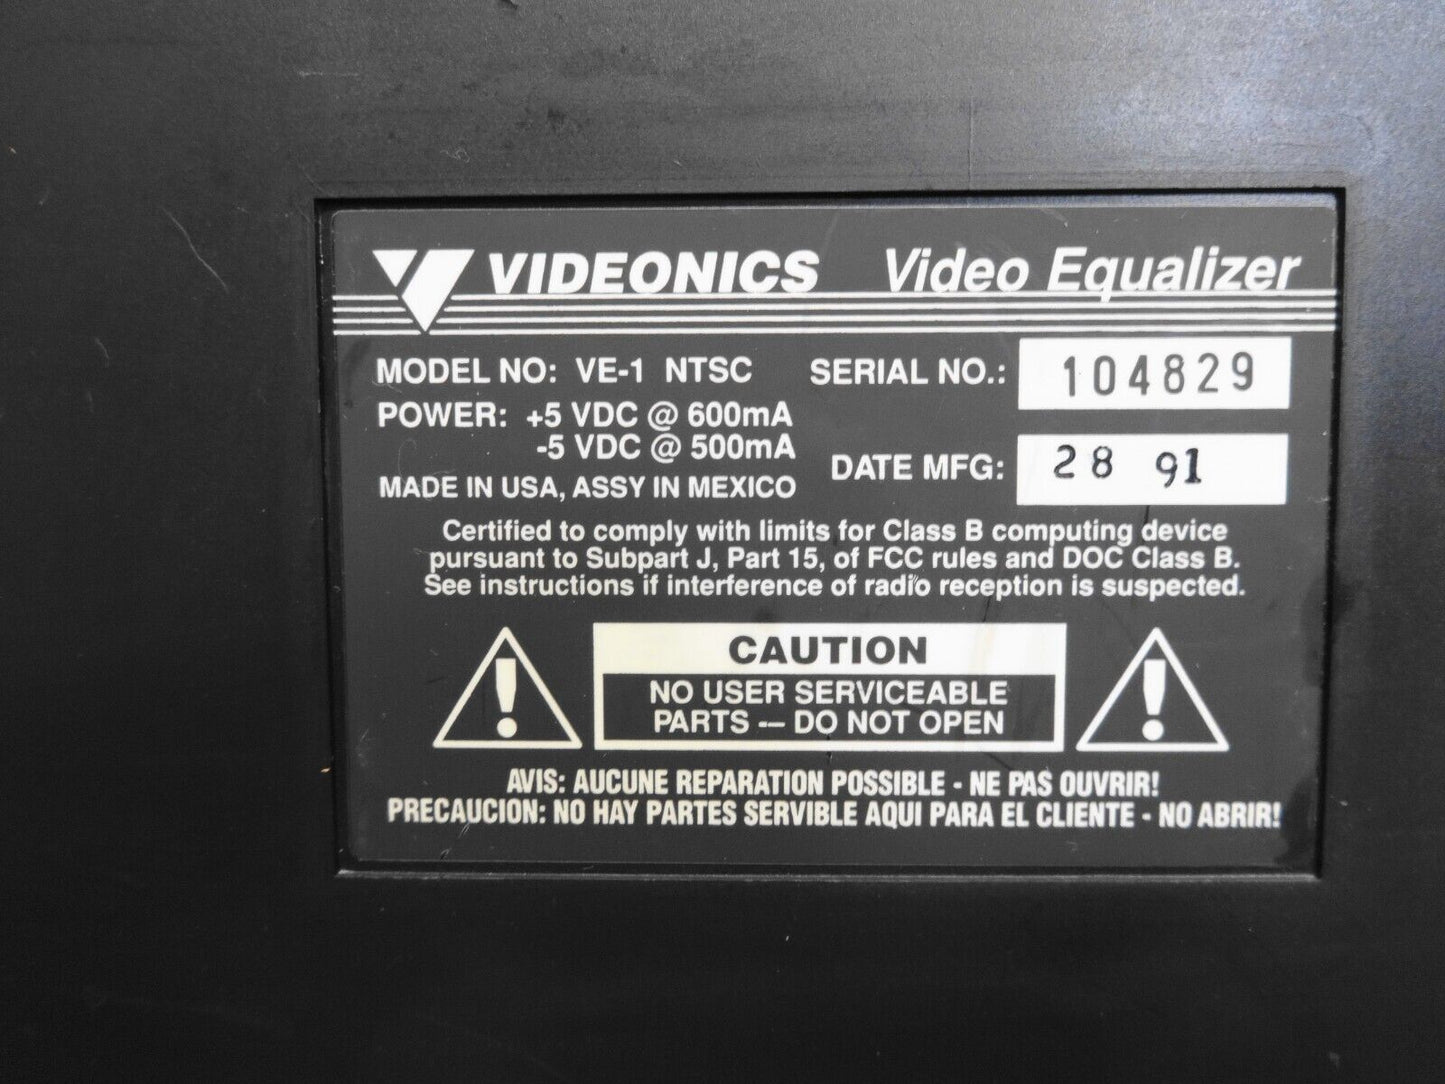 VIDEONICS Video Equalizer
MODEL NO: VE-1 NTSC SERIAL NO.: 104829
POWER: +5 VDC @ 600mA
-5 VDC @ 500mA
DATE MFG: 28 91
MADE IN USA, ASSY IN MEXICO
Certified to comply with limits for Class B computing device
pursuant to Subpart J, Part 15, of FCC rules and DOC Class B.
See instructions if interference of radio reception is suspected.
CAUTION
NO USER SERVICEABLE
PARTS -- DO NOT OPEN
AVIS: AUCUNE REPARATION POSSIBLE - NE PAS OUVRIR!
PRECAUCION: NO HAY PARTES SERVIBLE AQUI PARA EL CLIENTE - NO ABRIR!